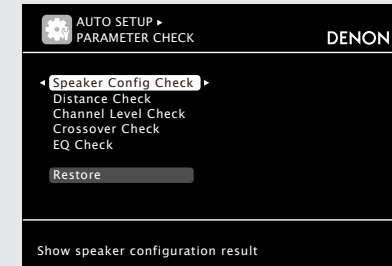 AUTO SETUP ▸
PARAMETER CHECK
DENON
◂ Speaker Config Check ▸
Distance Check
Channel Level Check
Crossover Check
EQ Check
Restore
Show speaker configuration result